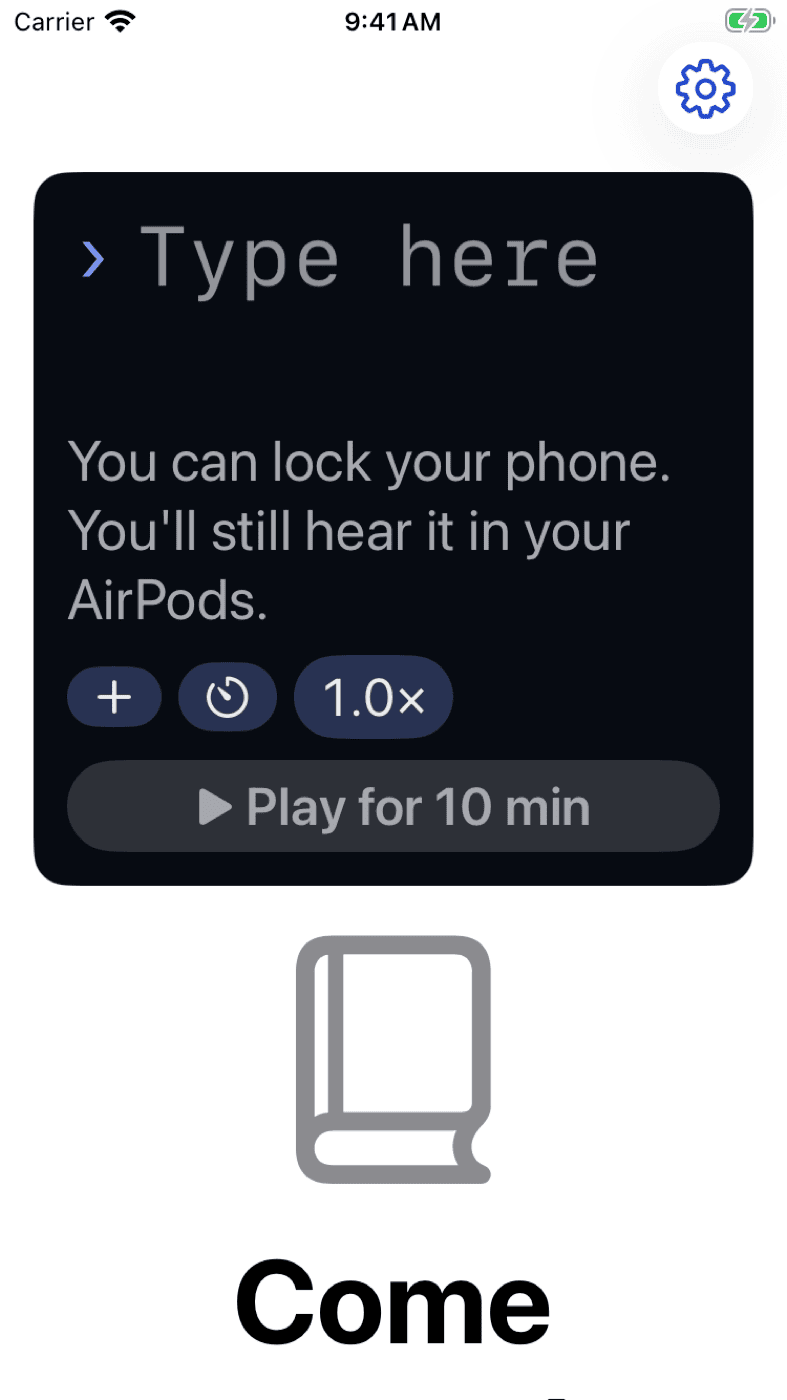 Carrier 9:41 AM
› Type here
You can lock your phone.
You'll still hear it in your
AirPods.
1.0×
Play for 10 min
Come